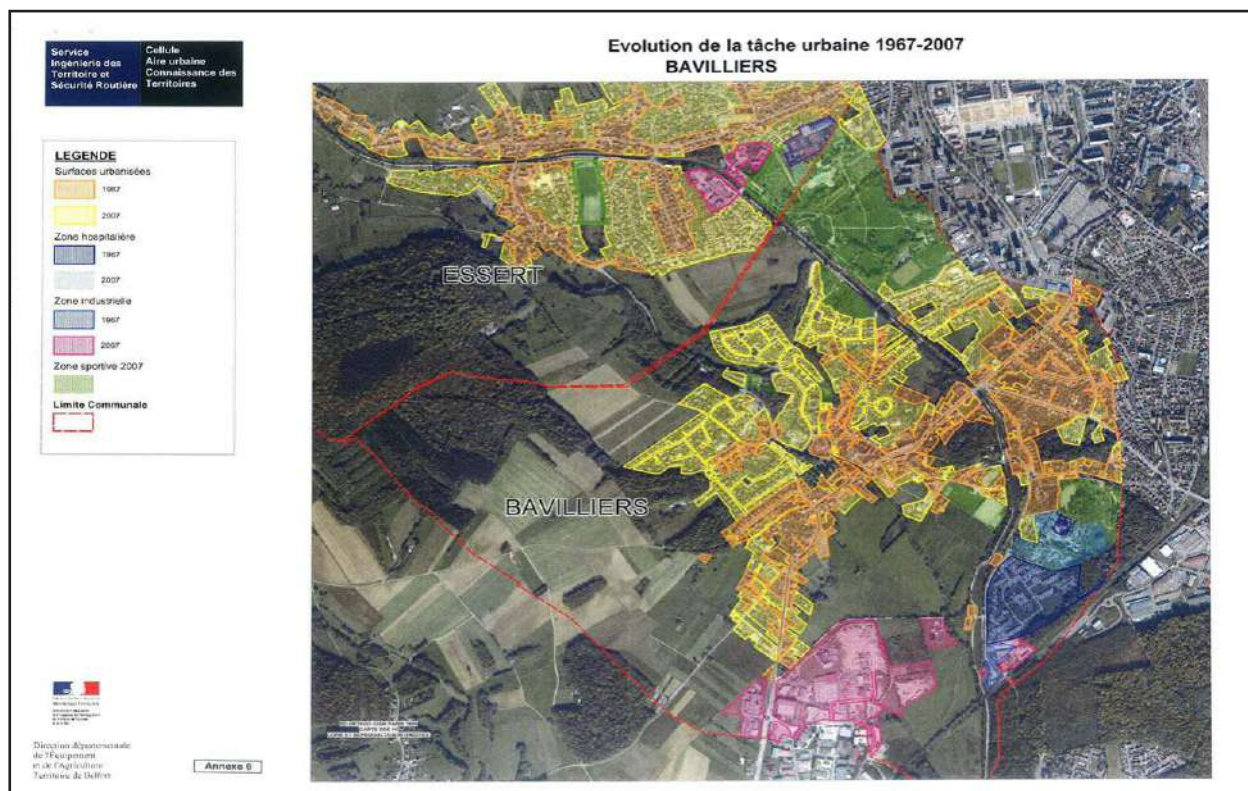 Service
Ingénierie des
Territoire et
Sécurité Routière
Cellule
Aire urbaine
Connaissance des
Territoires
Evolution de la tâche urbaine 1967-2007
BAVILLIERS
LEGENDE
Surfaces urbanisées
1967
2007
Zone hospitalière
1967
2007
Zone industrielle
1967
2007
Zone sportive 2007
Limite Communale
ESSERT
BAVILLIERS
Direction départementale
de l'Équipement
et de l'Agriculture
Territoire de Belfort
Annexe 6